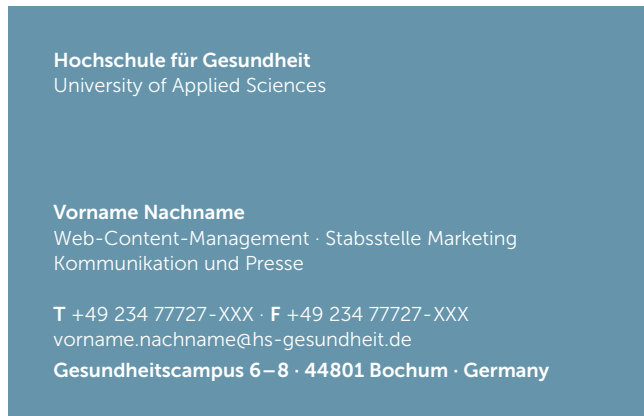 Hochschule für Gesundheit
University of Applied Sciences
Vorname Nachname
Web-Content-Management · Stabsstelle Marketing
Kommunikation und Presse
T +49 234 77727-XXX · F +49 234 77727-XXX
vorname.nachname@hs-gesundheit.de
Gesundheitscampus 6–8 · 44801 Bochum · Germany